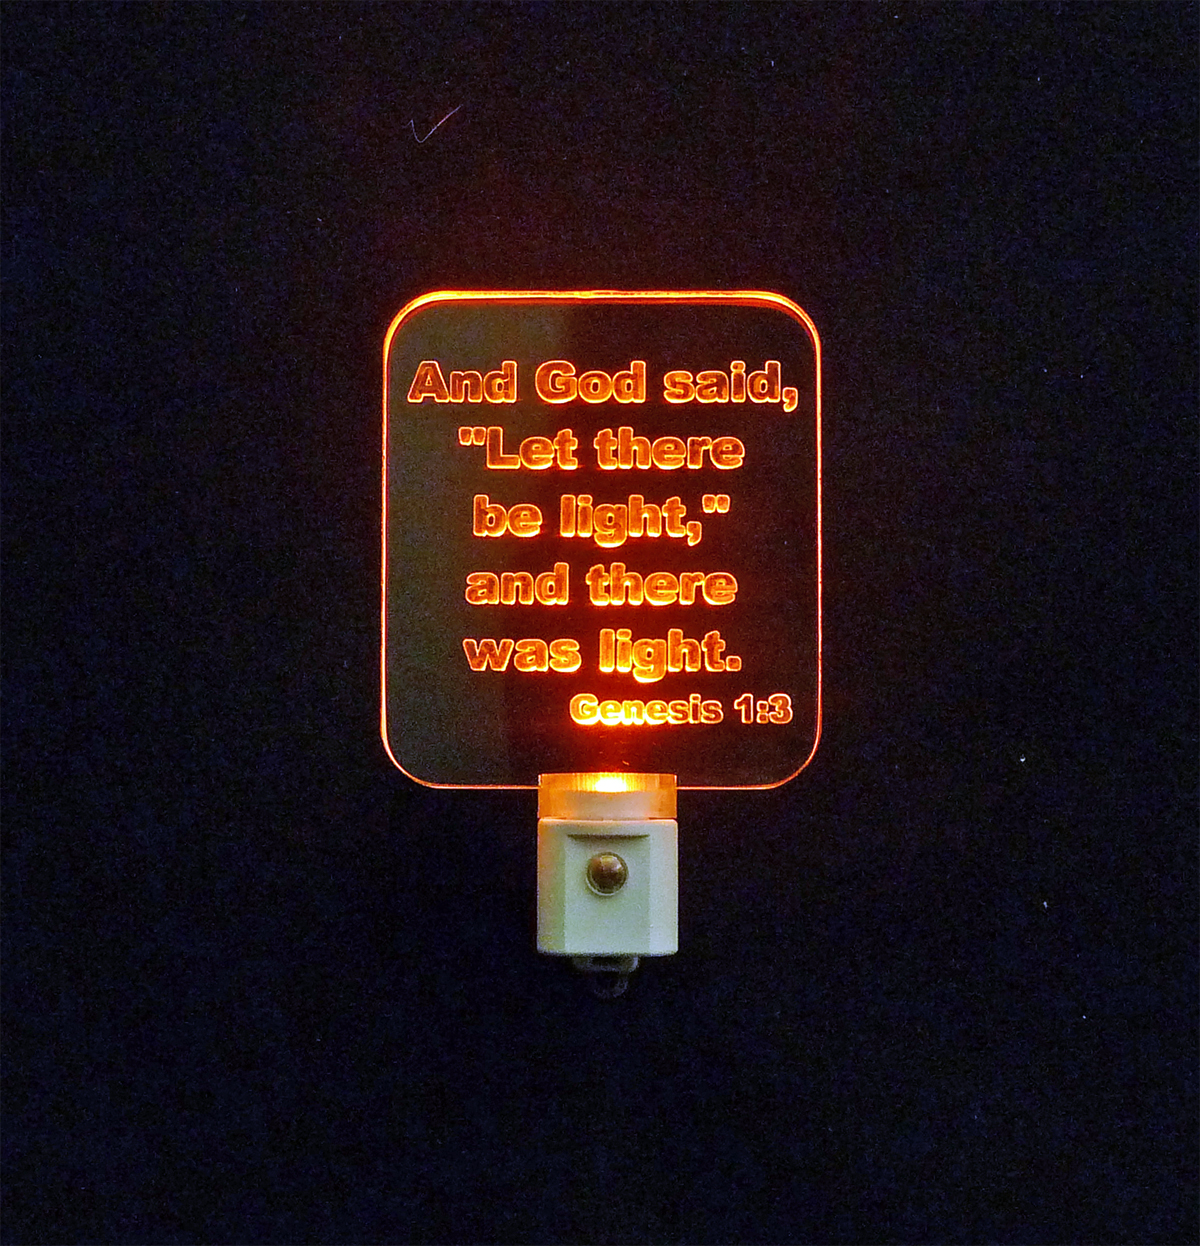 And God said,
"Let there
be light,"
and there
was light.
Genesis 1:3